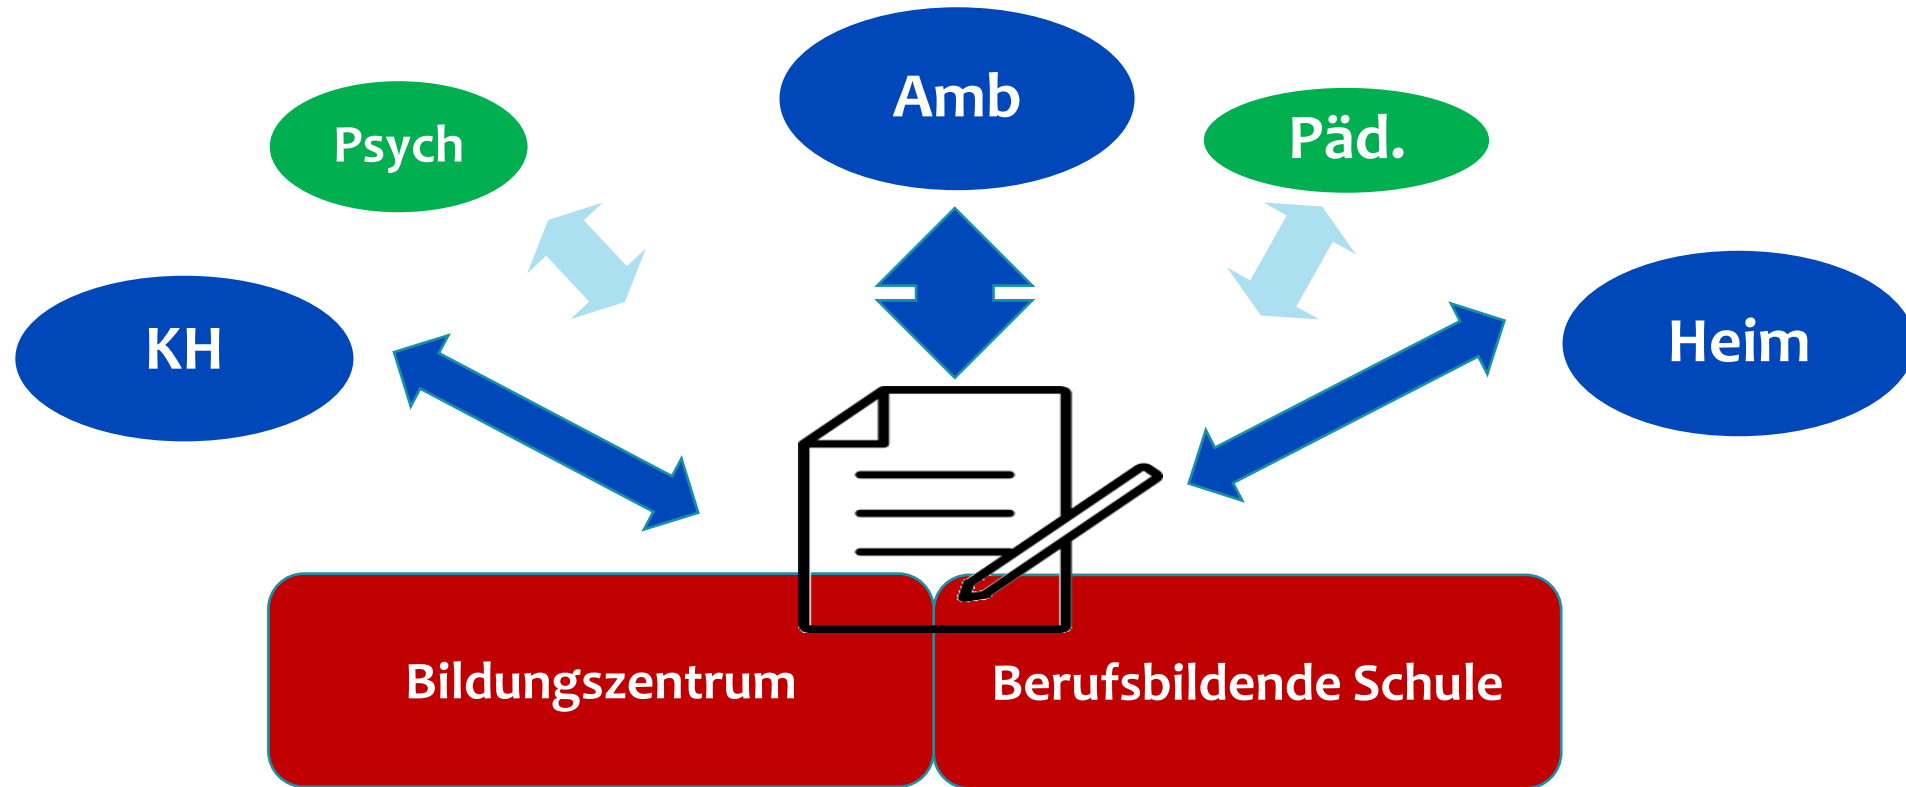 Amb
Psych
Päd.
KH
Heim
Bildungszentrum
Berufsbildende Schule